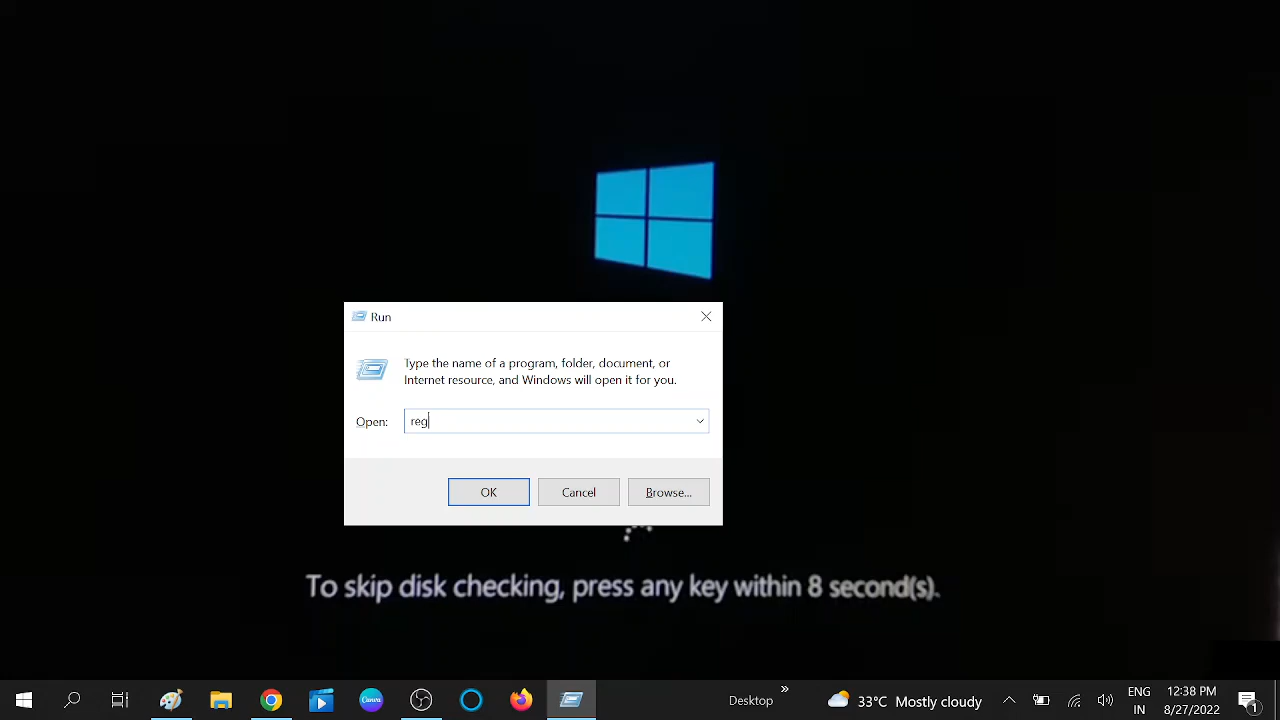 Run
Type the name of a program, folder, document, or
Internet resource, and Windows will open it for you.
Open: reg
OK Cancel Browse...
To skip disk checking, press any key within 8 second(s).
Canva
Desktop
33°C Mostly cloudy
ENG
IN
12:38 PM
8/27/2022
1